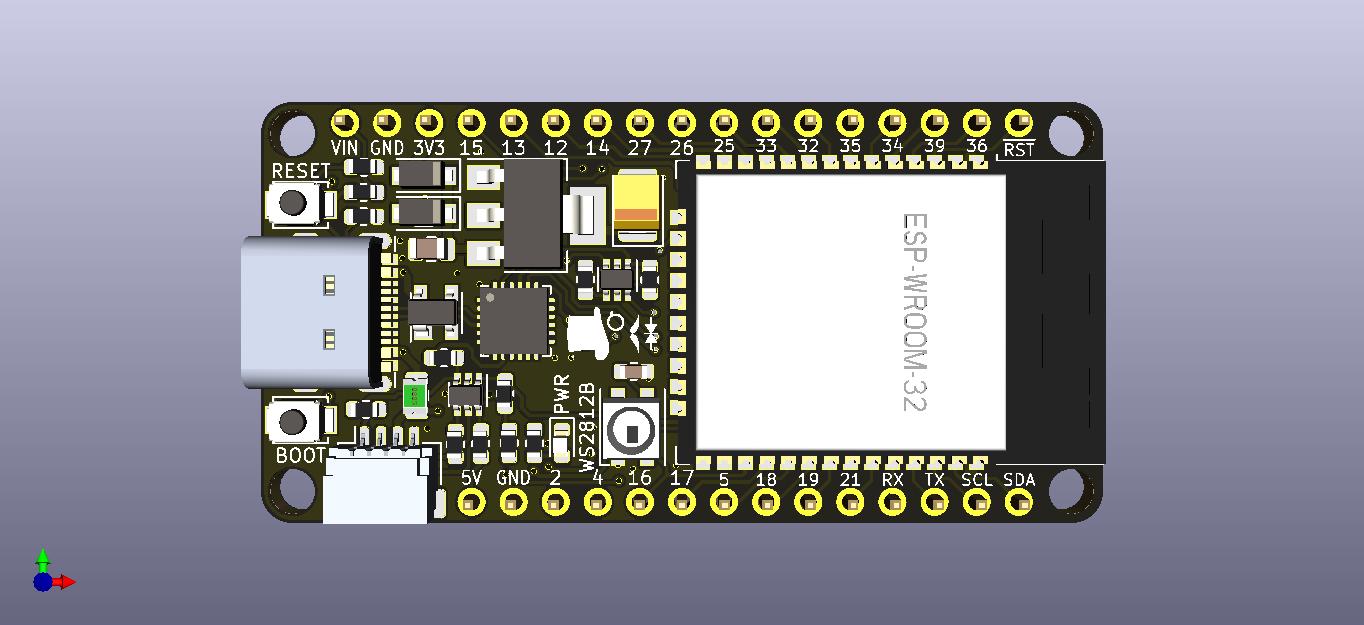 VIN GND 3V3 15 13 12 14 27 26 25 33 32 35 34 39 36 RST
RESET
ESP-WROOM-32
PWR
WS2812B
BOOT
5V GND 2 4 16 17 5 18 19 21 RX TX SCL SDA